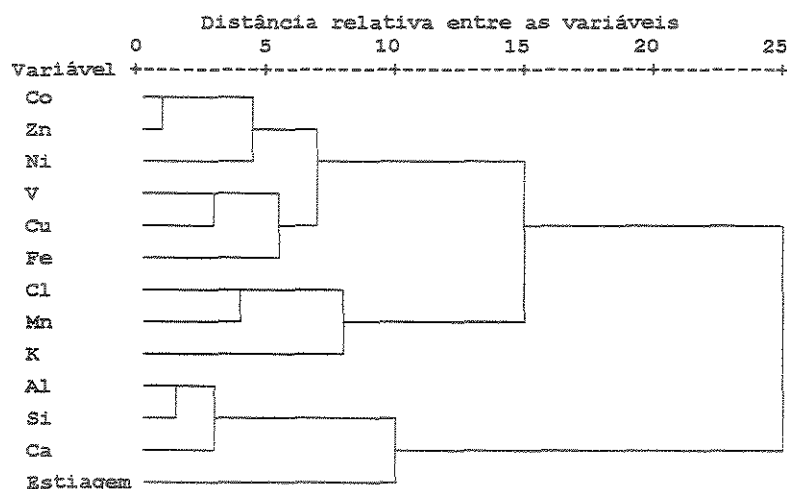 Distância relativa entre as variáveis
0 5 10 15 20 25
Variável +---------+---------+---------+---------+---------+
Co
Zn
Ni
V
Cu
Fe
Cl
Mn
K
Al
Si
Ca
Estiagem